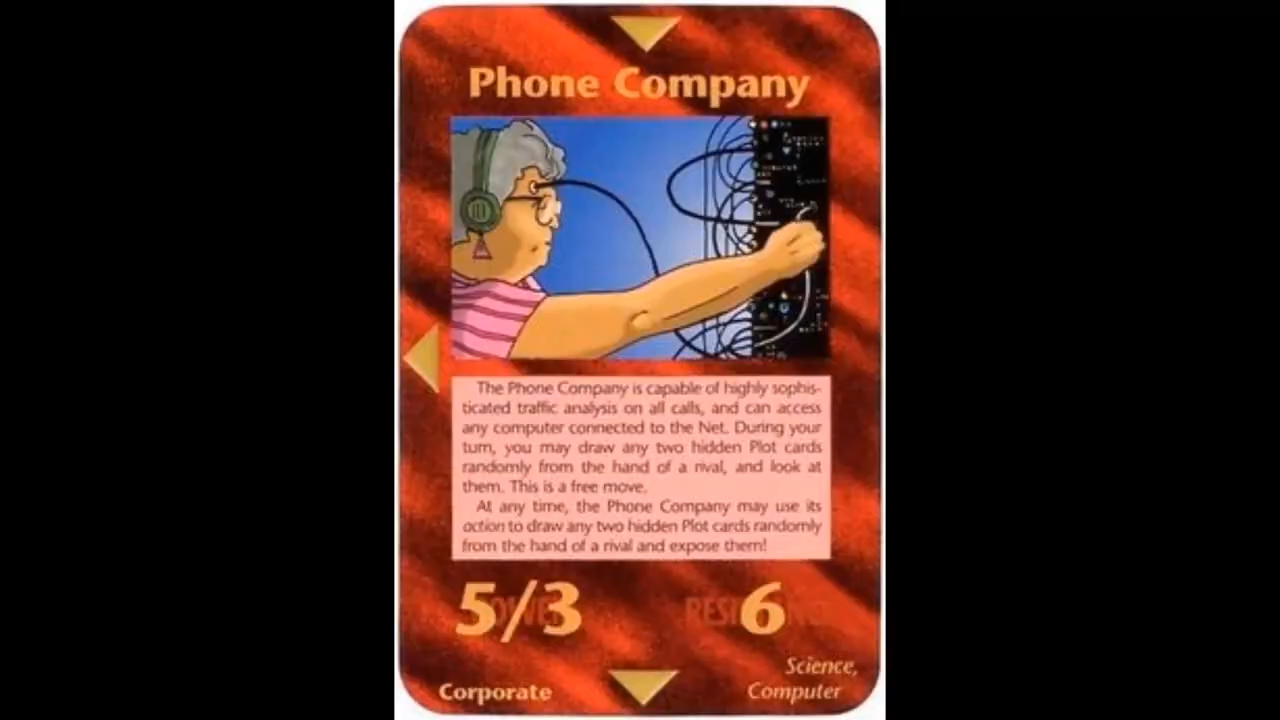 Phone Company
The Phone Company is capable of highly sophis-
ticated traffic analysis on all calls, and can access
any computer connected to the Net. During your
turn, you may draw any two hidden Plot cards
randomly from the hand of a rival, and look at
them. This is a free move.
At any time, the Phone Company may use its
action to draw any two hidden Plot cards randomly
from the hand of a rival and expose them!
5/3
6
Science,
Corporate
Computer